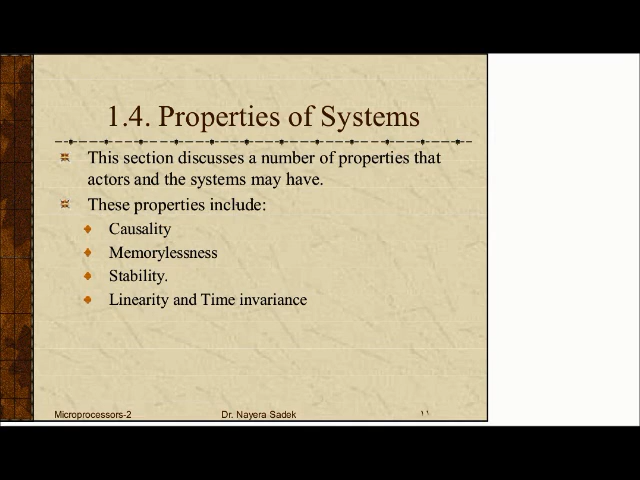 1.4. Properties of Systems
This section discusses a number of properties that
actors and the systems may have.
These properties include:
Causality
Memorylessness
Stability.
Linearity and Time invariance
Microprocessors-2 Dr. Nayera Sadek ١١